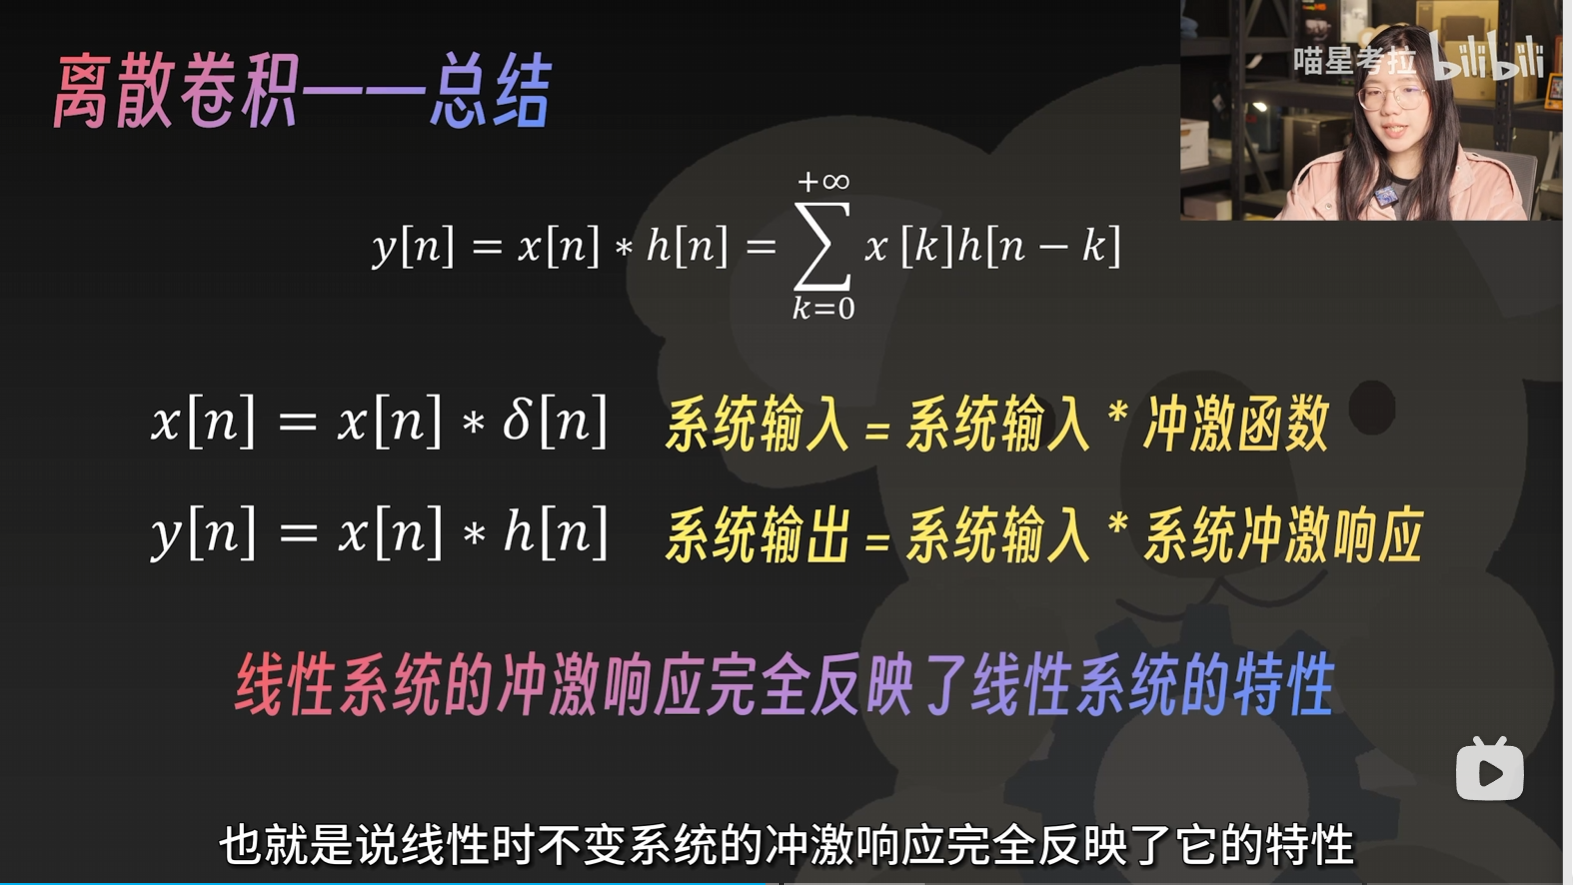 离散卷积——总结
喵星考拉 bilibili
+∞
y[n] = x[n] * h[n] = ∑ x [k]h[n − k]
k=0
x[n] = x[n] * δ[n] 系统输入 = 系统输入 * 冲激函数
y[n] = x[n] * h[n] 系统输出 = 系统输入 * 系统冲激响应
线性系统的冲激响应完全反映了线性系统的特性
也就是说线性时不变系统的冲激响应完全反映了它的特性